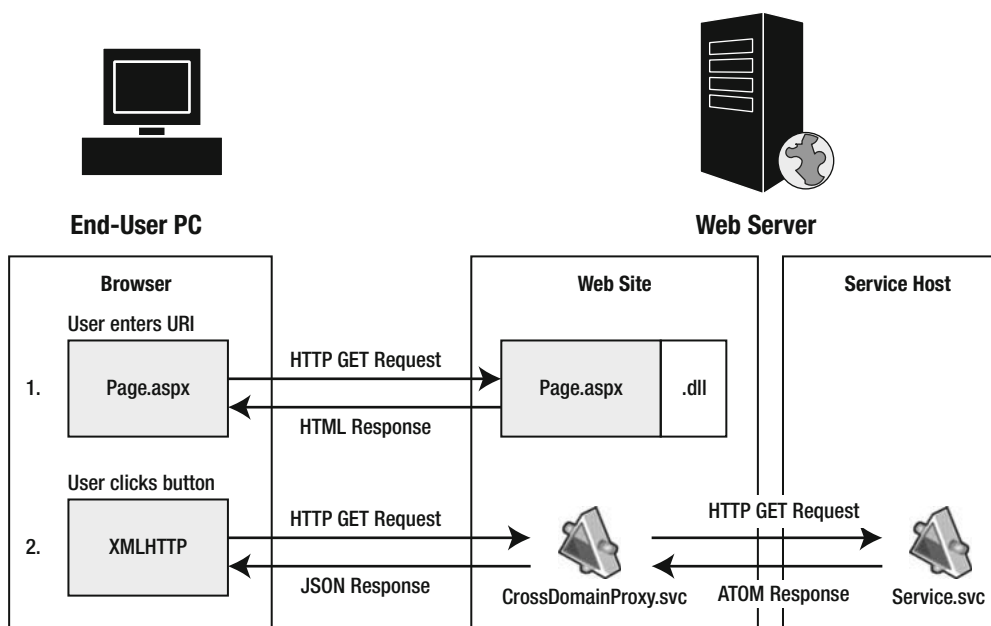 End-User PC
Web Server
Browser
Web Site
Service Host
User enters URI
1.
Page.aspx
HTTP GET Request
HTML Response
Page.aspx
.dll
User clicks button
2.
XMLHTTP
HTTP GET Request
JSON Response
CrossDomainProxy.svc
HTTP GET Request
ATOM Response
Service.svc